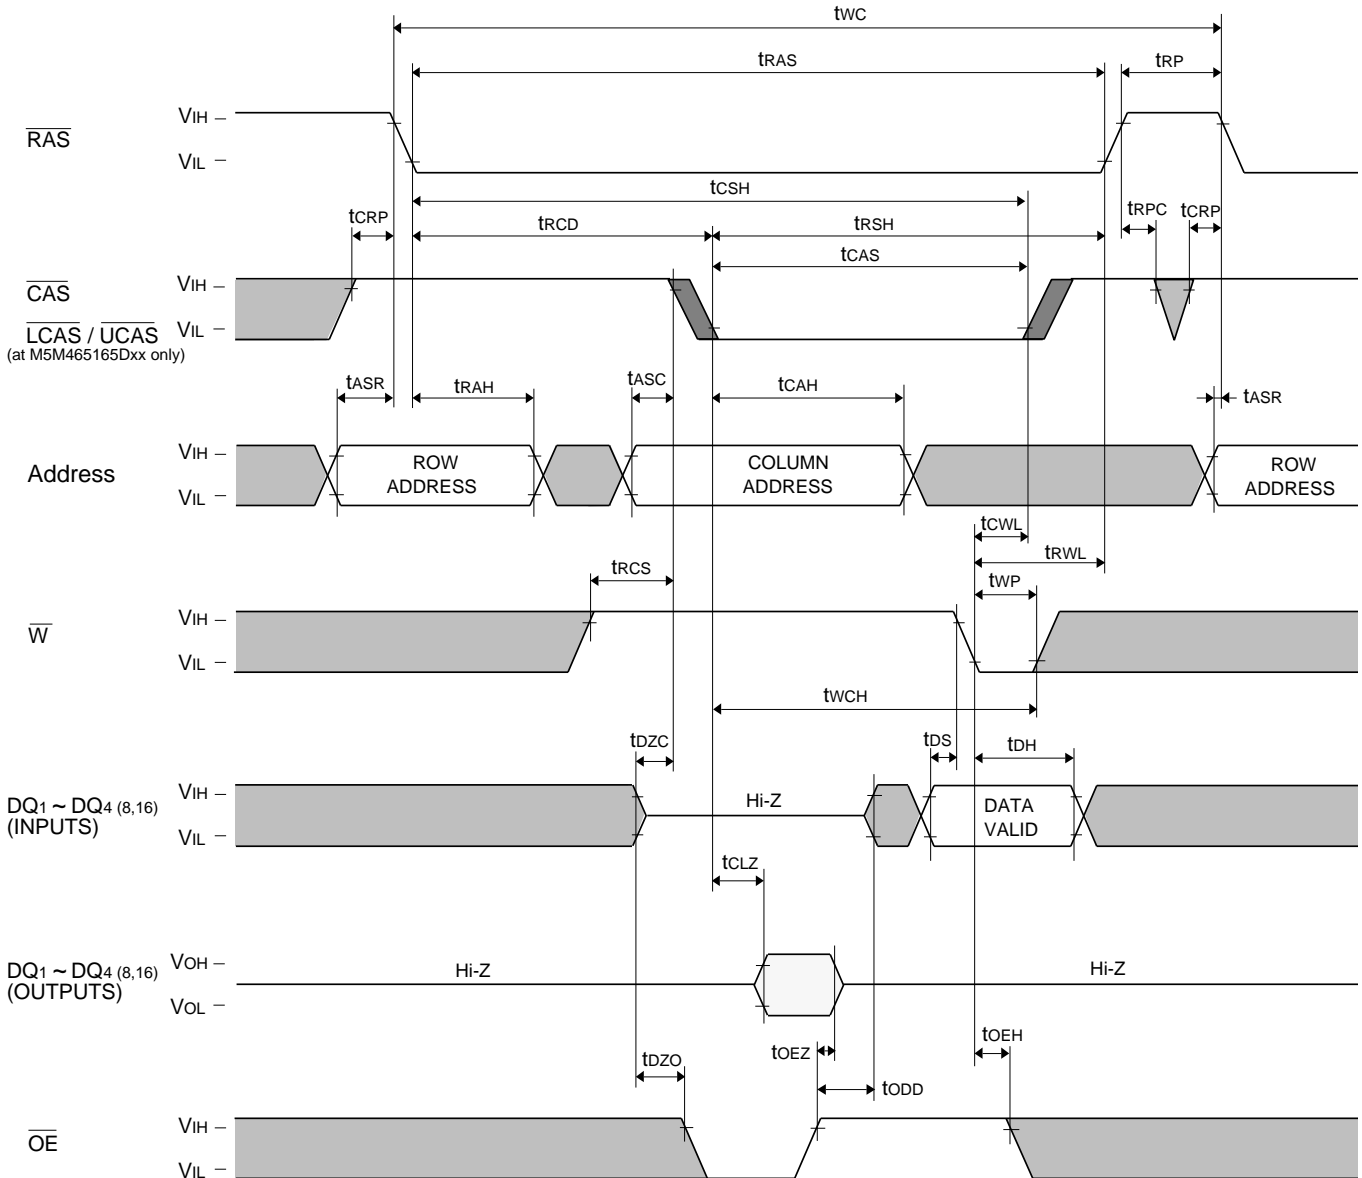 tWC
tRAS
tRP
RAS
VIH
VIL
tCSH
tCRP
tRCD
tRSH
tRPC
tCRP
tCAS
CAS
VIH
LCAS / UCAS
VIL
(at M5M465165Dxx only)
tASR
tRAH
tASC
tCAH
tASR
Address
VIH
VIL
ROW
ADDRESS
COLUMN
ADDRESS
ROW
ADDRESS
tCWL
tRWL
tRCS
tWP
W
VIH
VIL
tWCH
tDZC
tDS
tDH
DQ1 ~ DQ4 (8,16)
(INPUTS)
VIH
VIL
Hi-Z
DATA
VALID
tCLZ
DQ1 ~ DQ4 (8,16)
(OUTPUTS)
VOH
VOL
Hi-Z
Hi-Z
tOEZ
tOEH
tDZO
tODD
OE
VIH
VIL